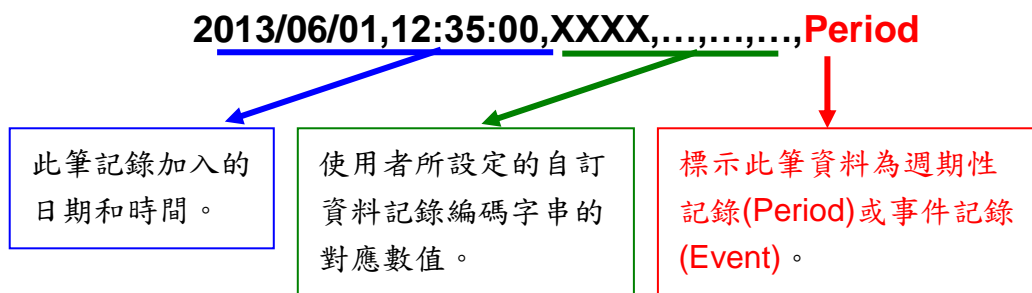 2013/06/01,12:35:00,XXXX,…,…,…,Period
此筆記錄加入的
日期和時間。
使用者所設定的自訂
資料記錄編碼字串的
對應數值。
標示此筆資料為週期性
記錄(Period)或事件記錄
(Event)。